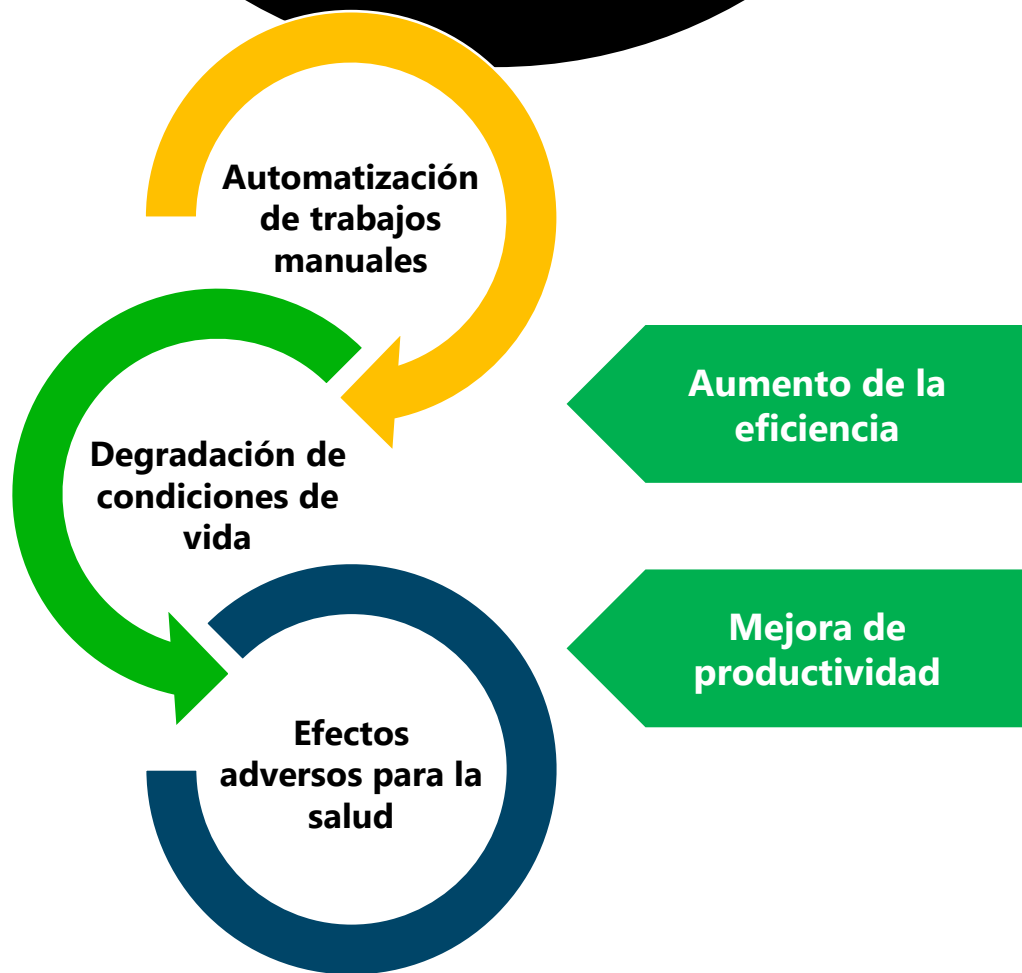 Automatización
de trabajos
manuales
Degradación de
condiciones de
vida
Efectos
adversos para la
salud
Aumento de la
eficiencia
Mejora de
productividad